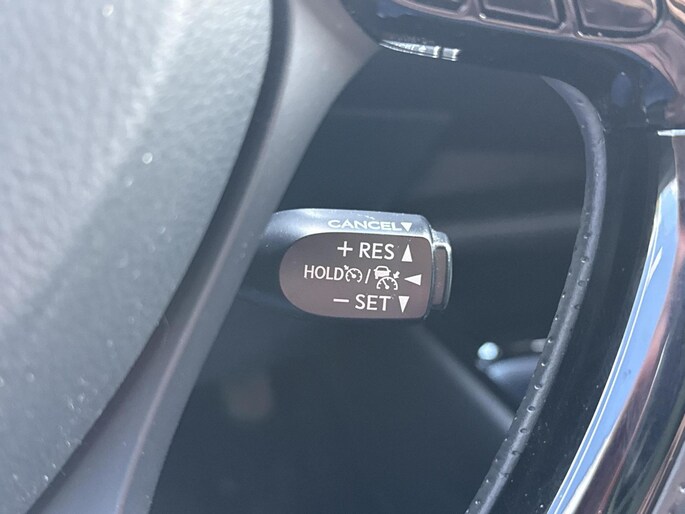 CANCEL▼
+ RES ▲
HOLD / ◀
− SET ▼